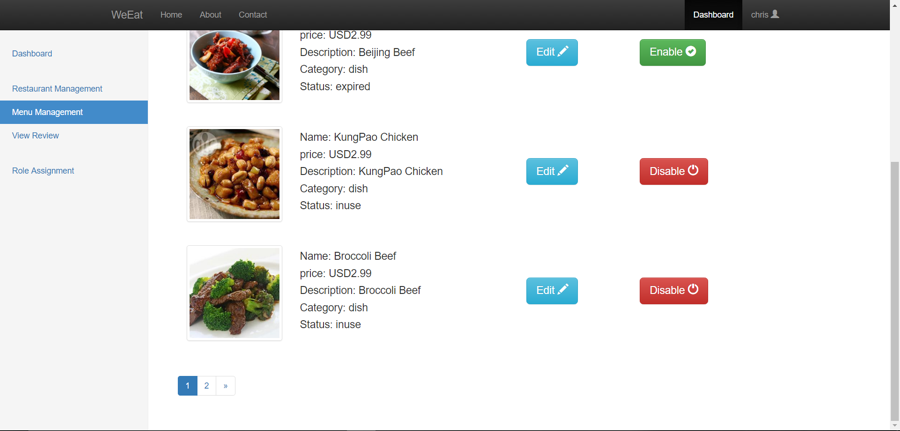 WeEat Home About Contact Dashboard chris
Dashboard
Restaurant Management
Menu Management
View Review
Role Assignment
price: USD2.99
Description: Beijing Beef
Category: dish
Status: expired
Edit Enable
Name: KungPao Chicken
price: USD2.99
Description: KungPao Chicken
Category: dish
Status: inuse
Edit Disable
Name: Broccoli Beef
price: USD2.99
Description: Broccoli Beef
Category: dish
Status: inuse
Edit Disable
1 2 »